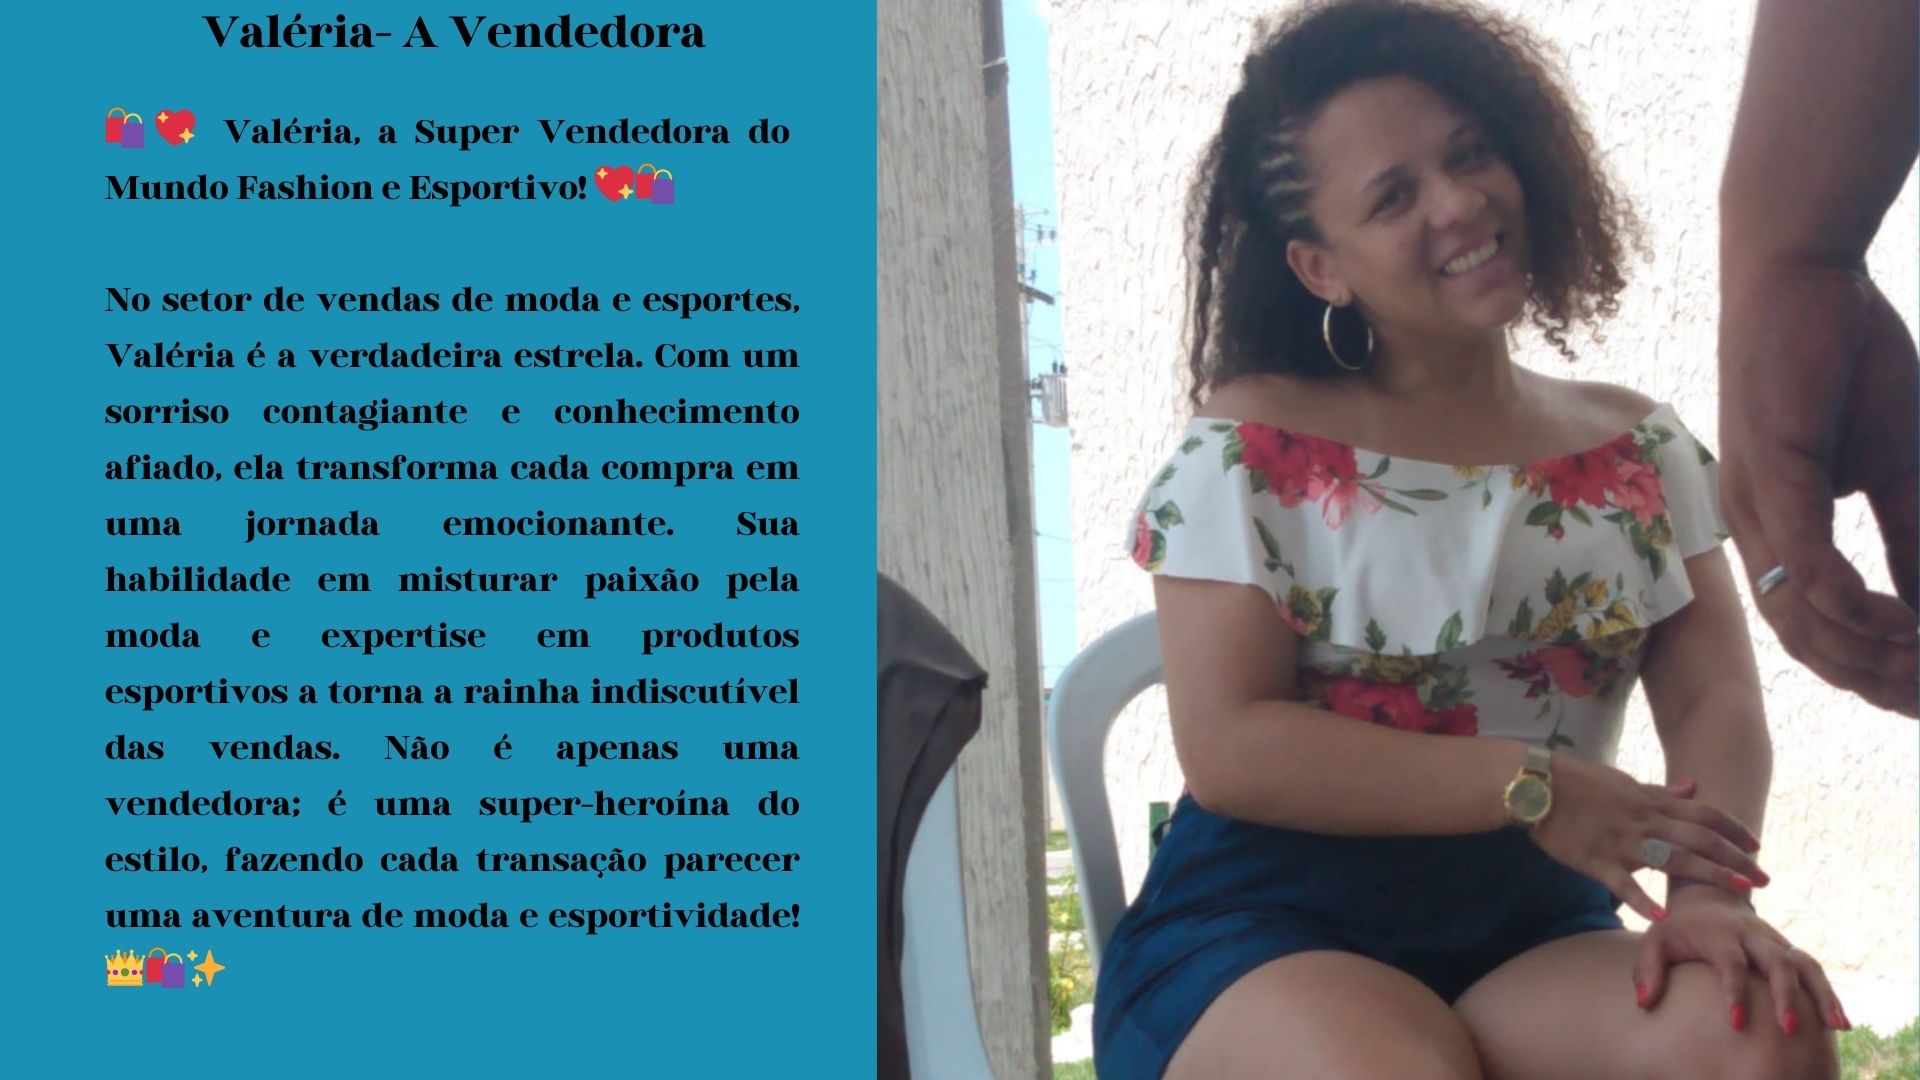 Valéria- A Vendedora
🛍️💖 Valéria, a Super Vendedora do
Mundo Fashion e Esportivo! 💖🛍️
No setor de vendas de moda e esportes,
Valéria é a verdadeira estrela. Com um
sorriso contagiante e conhecimento
afiado, ela transforma cada compra em
uma jornada emocionante. Sua
habilidade em misturar paixão pela
moda e expertise em produtos
esportivos a torna a rainha indiscutível
das vendas. Não é apenas uma
vendedora; é uma super-heroína do
estilo, fazendo cada transação parecer
uma aventura de moda e esportividade!
👑🛍️✨